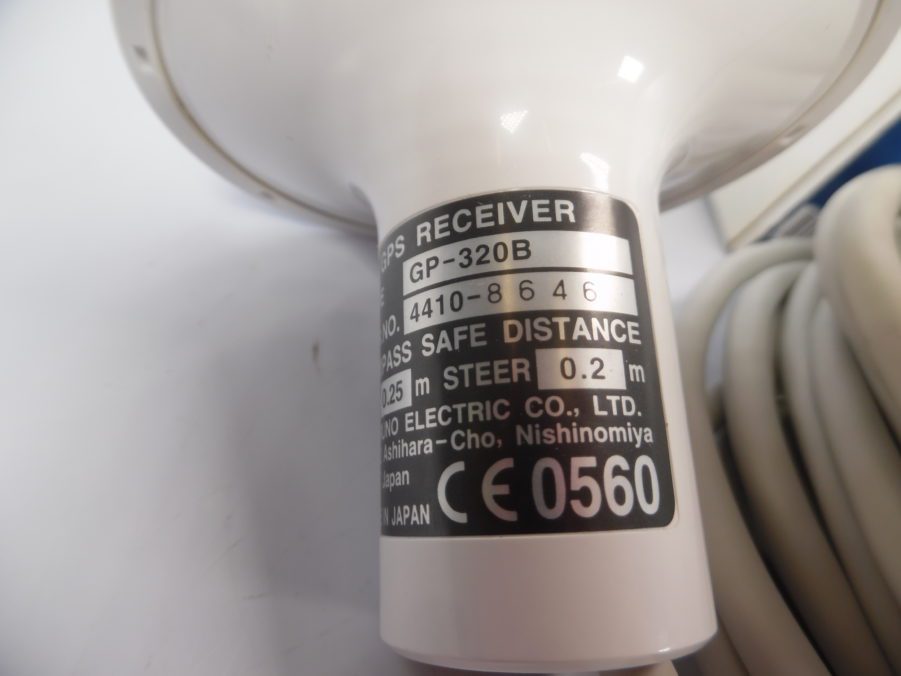 GPS RECEIVER
E GP-320B
NO. 4410-8646
PASS SAFE DISTANCE
0.25 m STEER 0.2 m
UNO ELECTRIC CO., LTD.
Ashihara-Cho, Nishinomiya
Japan
IN JAPAN CE 0560